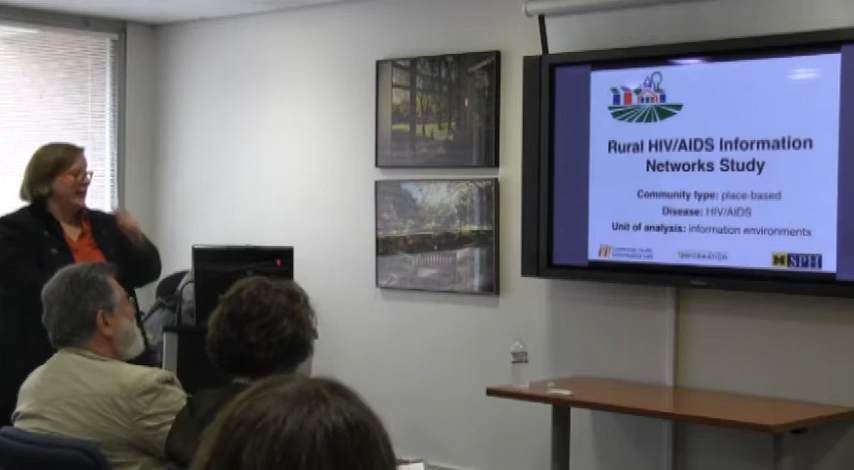 Rural HIV/AIDS Information
Networks Study
Community type: place-based
Disease: HIV/AIDS
Unit of analysis: information environments
M SPH